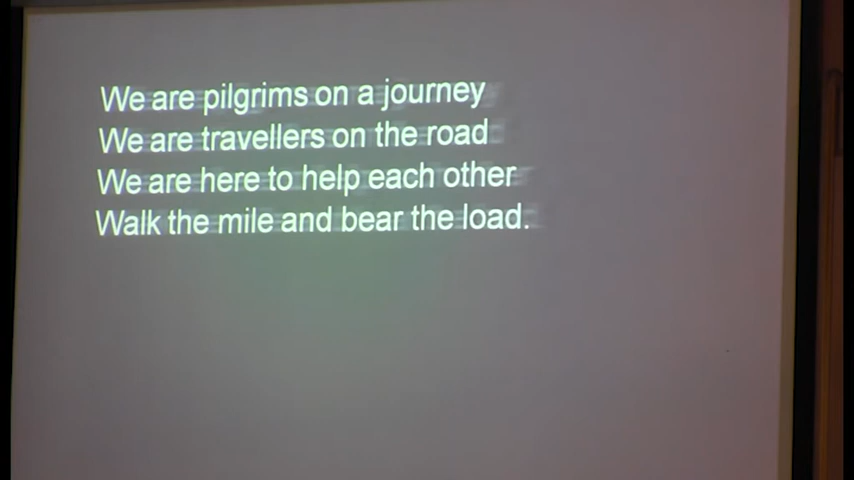 We are pilgrims on a journey
We are travellers on the road
We are here to help each other
Walk the mile and bear the load.